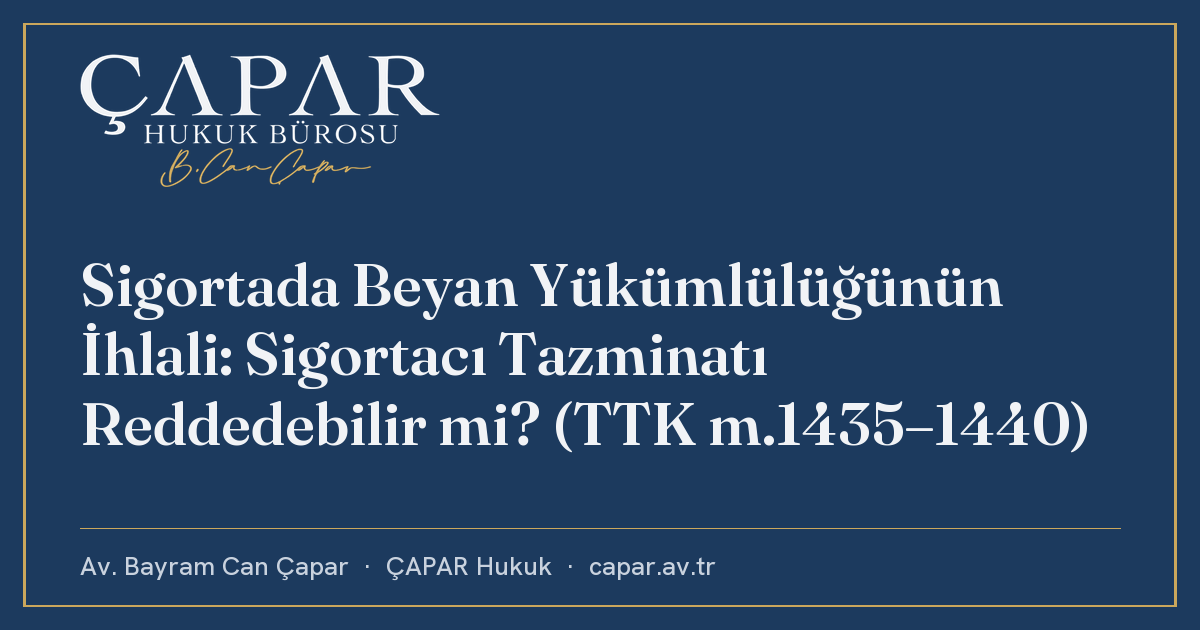 ÇAPAR
HUKUK BÜROSU
B.Can Çapar
Sigortada Beyan Yükümlülüğünün
İhlali: Sigortacı Tazminatı
Reddedebilir mi? (TTK m.1435–1440)
Av. Bayram Can Çapar · ÇAPAR Hukuk · capar.av.tr